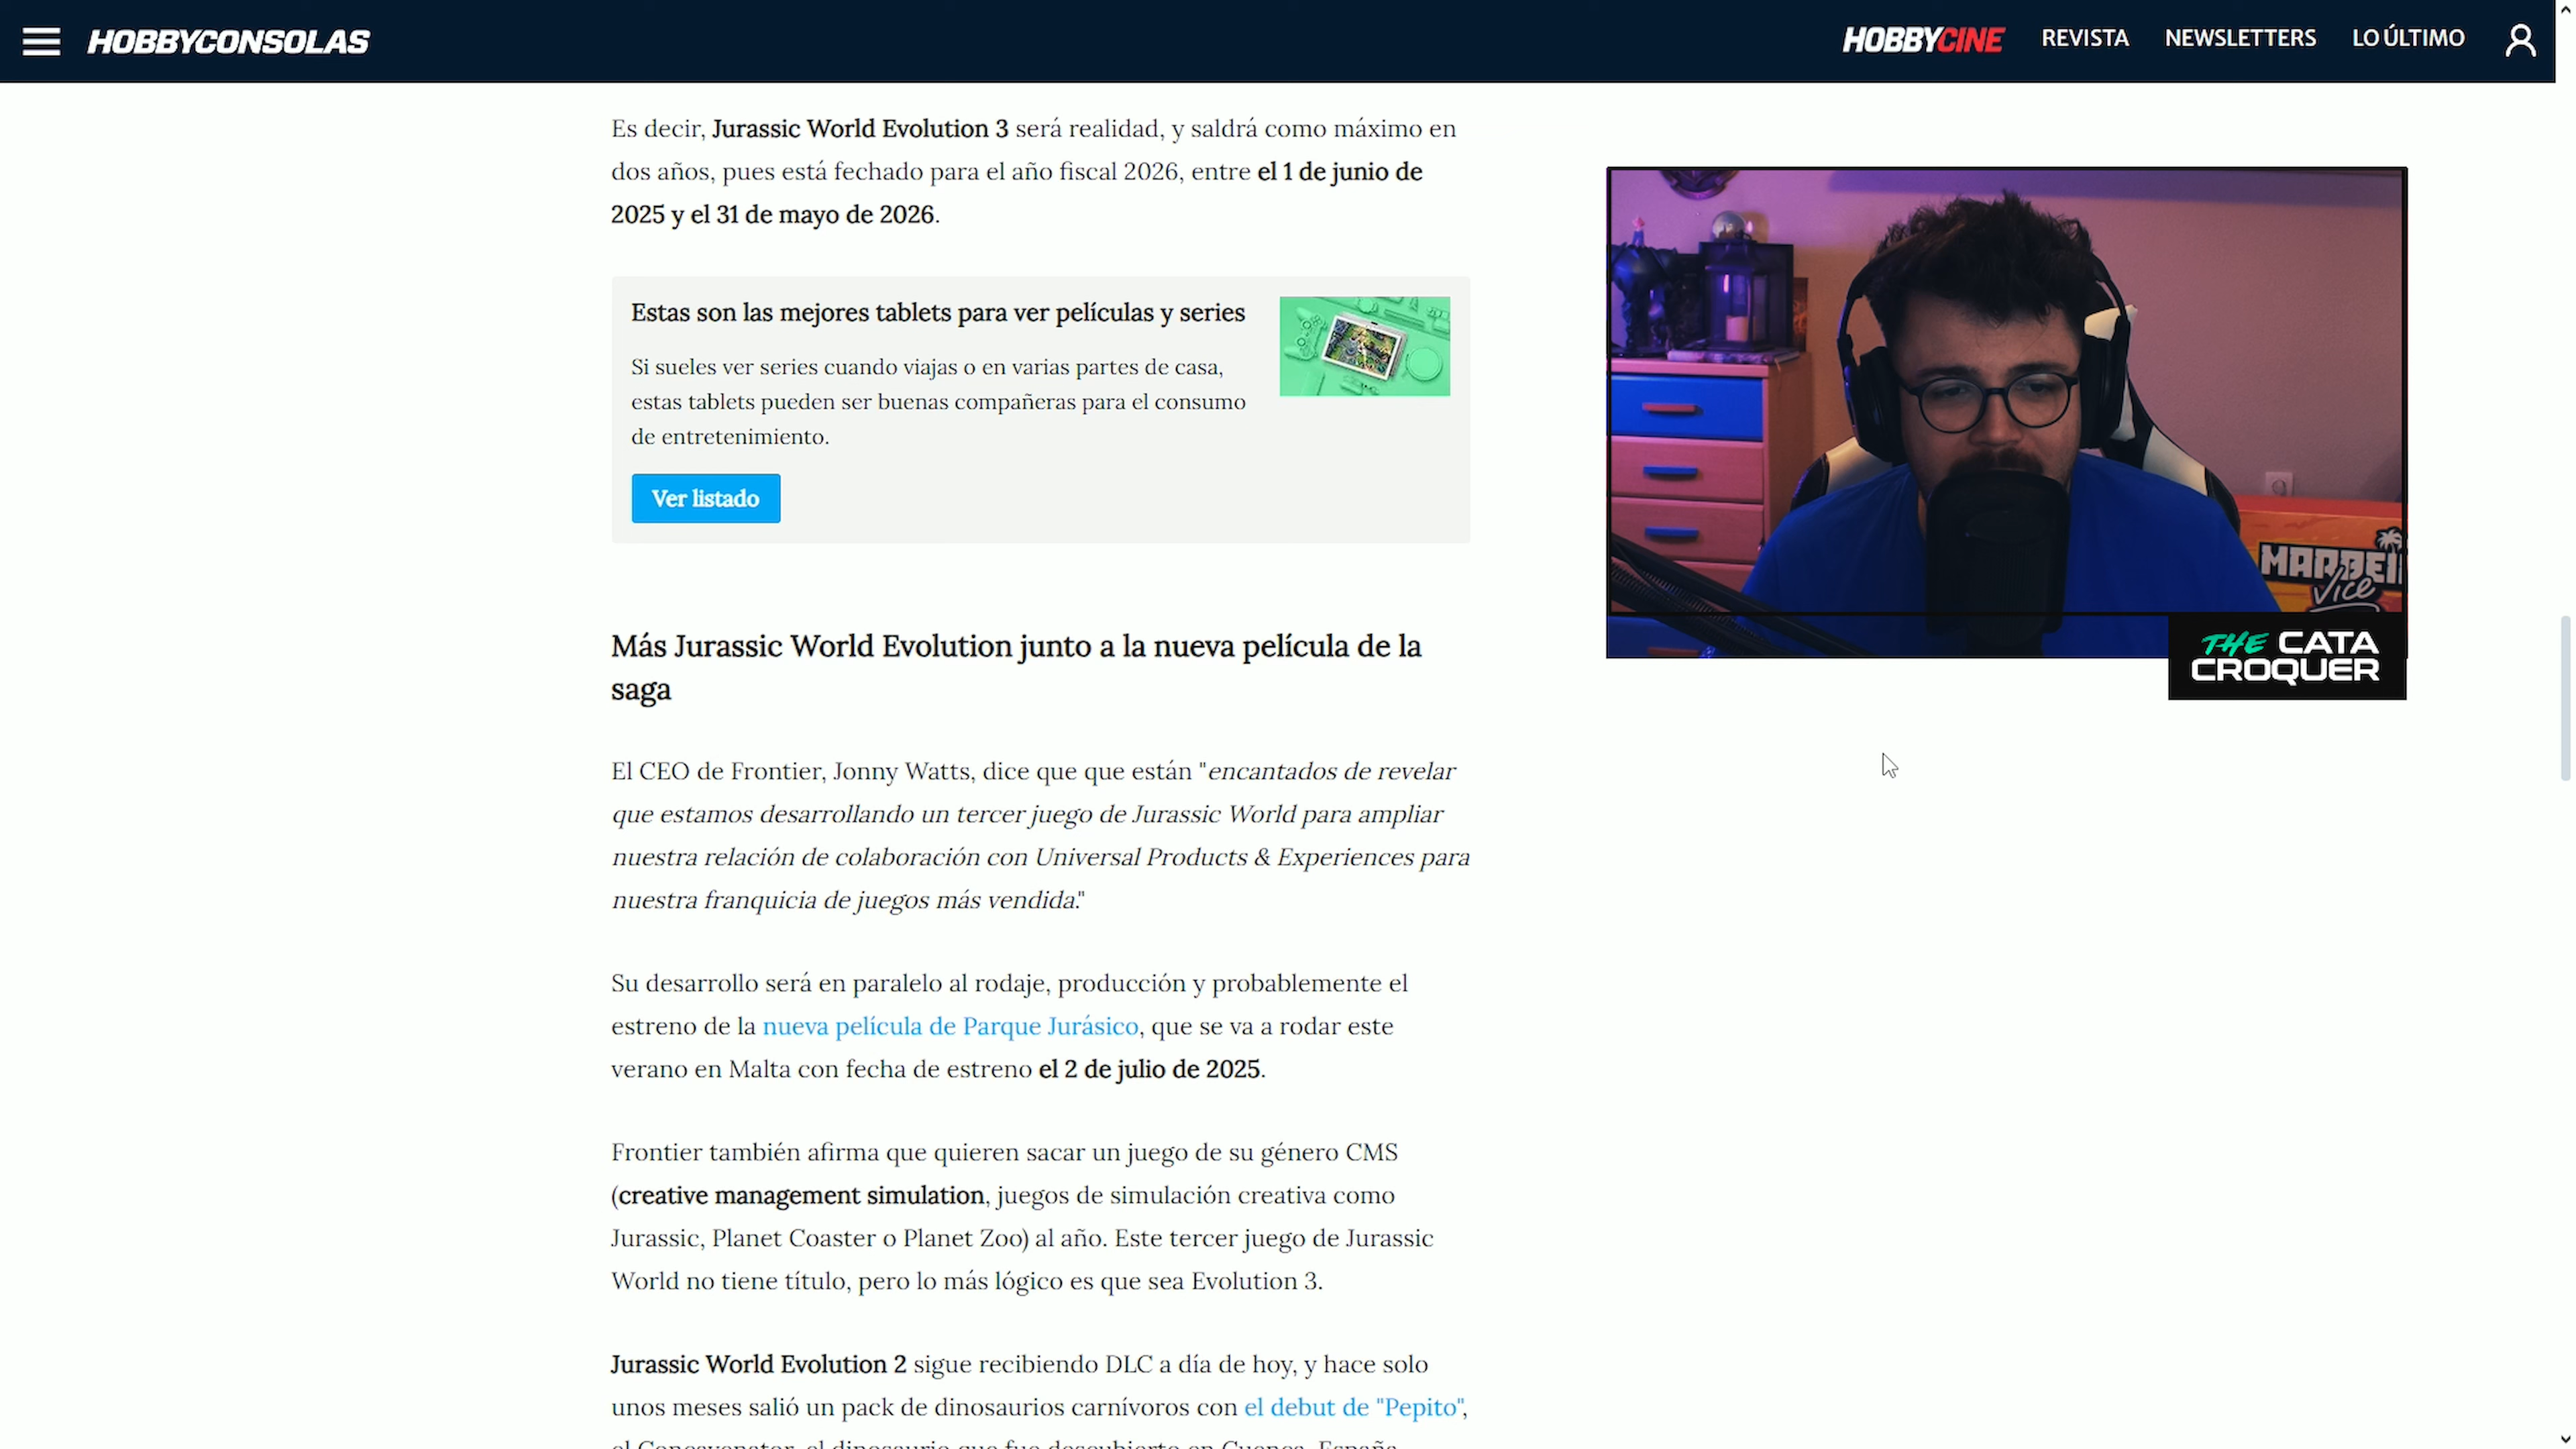 HOBBYCONSOLAS
HOBBYCINE
REVISTA
NEWSLETTERS
LO ÚLTIMO
Es decir, Jurassic World Evolution 3 será realidad, y saldrá como máximo en
dos años, pues está fechado para el año fiscal 2026, entre el 1 de junio de
2025 y el 31 de mayo de 2026.
Estas son las mejores tablets para ver películas y series
Si sueles ver series cuando viajas o en varias partes de casa,
estas tablets pueden ser buenas compañeras para el consumo
de entretenimiento.
Ver listado
Vice
THE CATA
CROQUER
Más Jurassic World Evolution junto a la nueva película de la
saga
El CEO de Frontier, Jonny Watts, dice que que están "encantados de revelar
que estamos desarrollando un tercer juego de Jurassic World para ampliar
nuestra relación de colaboración con Universal Products & Experiences para
nuestra franquicia de juegos más vendida."
Su desarrollo será en paralelo al rodaje, producción y probablemente el
estreno de la nueva película de Parque Jurásico, que se va a rodar este
verano en Malta con fecha de estreno el 2 de julio de 2025.
Frontier también afirma que quieren sacar un juego de su género CMS
(creative management simulation, juegos de simulación creativa como
Jurassic, Planet Coaster o Planet Zoo) al año. Este tercer juego de Jurassic
World no tiene título, pero lo más lógico es que sea Evolution 3.
Jurassic World Evolution 2 sigue recibiendo DLC a día de hoy, y hace solo
unos meses salió un pack de dinosaurios carnívoros con el debut de "Pepito",
el Concavenator, el dinosaurio que fue descubierto en Cuenca, España.